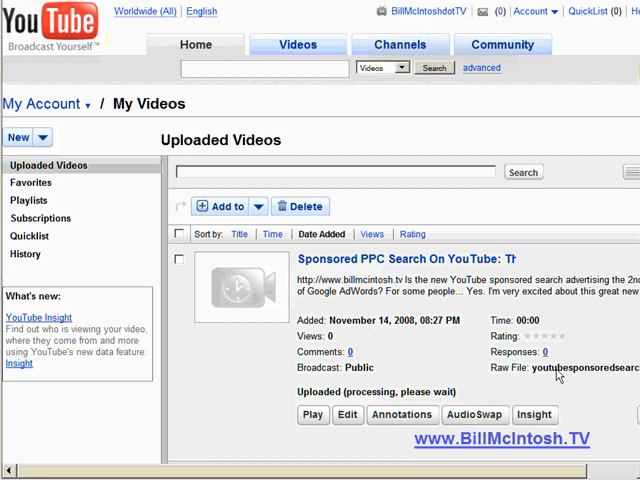 YouTube
Broadcast Yourself™
Worldwide (All) | English
BillMcIntoshdotTV | (0) | Account | QuickList (0) |
Home Videos Channels Community
Videos Search advanced
My Account / My Videos
New
Uploaded Videos
Uploaded Videos
Favorites
Playlists
Subscriptions
Quicklist
History
What's new:
YouTube Insight
Find out who is viewing your video, where they come from and more using YouTube's new data feature:
Insight
Search
Add to Delete
Sort by: Title | Time | Date Added | Views | Rating
Sponsored PPC Search On YouTube:
http://www.billmcintosh.tv Is the new YouTube sponsored search advertising the
of Google AdWords? For some people... Yes. I'm very excited about this great new
Added: November 14, 2008, 08:27 PM Time: 00:00
Views: 0 Rating:
Comments: 0 Responses: 0
Broadcast: Public Raw File:
Uploaded (processing, please wait)
Play Edit Annotations AudioSwap Insight
www.BillMcIntosh.TV